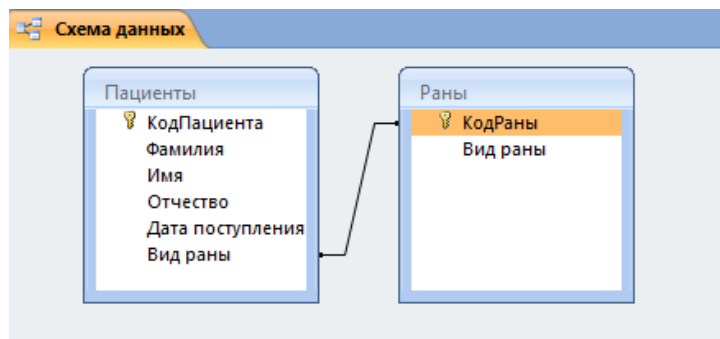 Схема данных
Пациенты
КодПациента
Фамилия
Имя
Отчество
Дата поступления
Вид раны
Раны
КодРаны
Вид раны